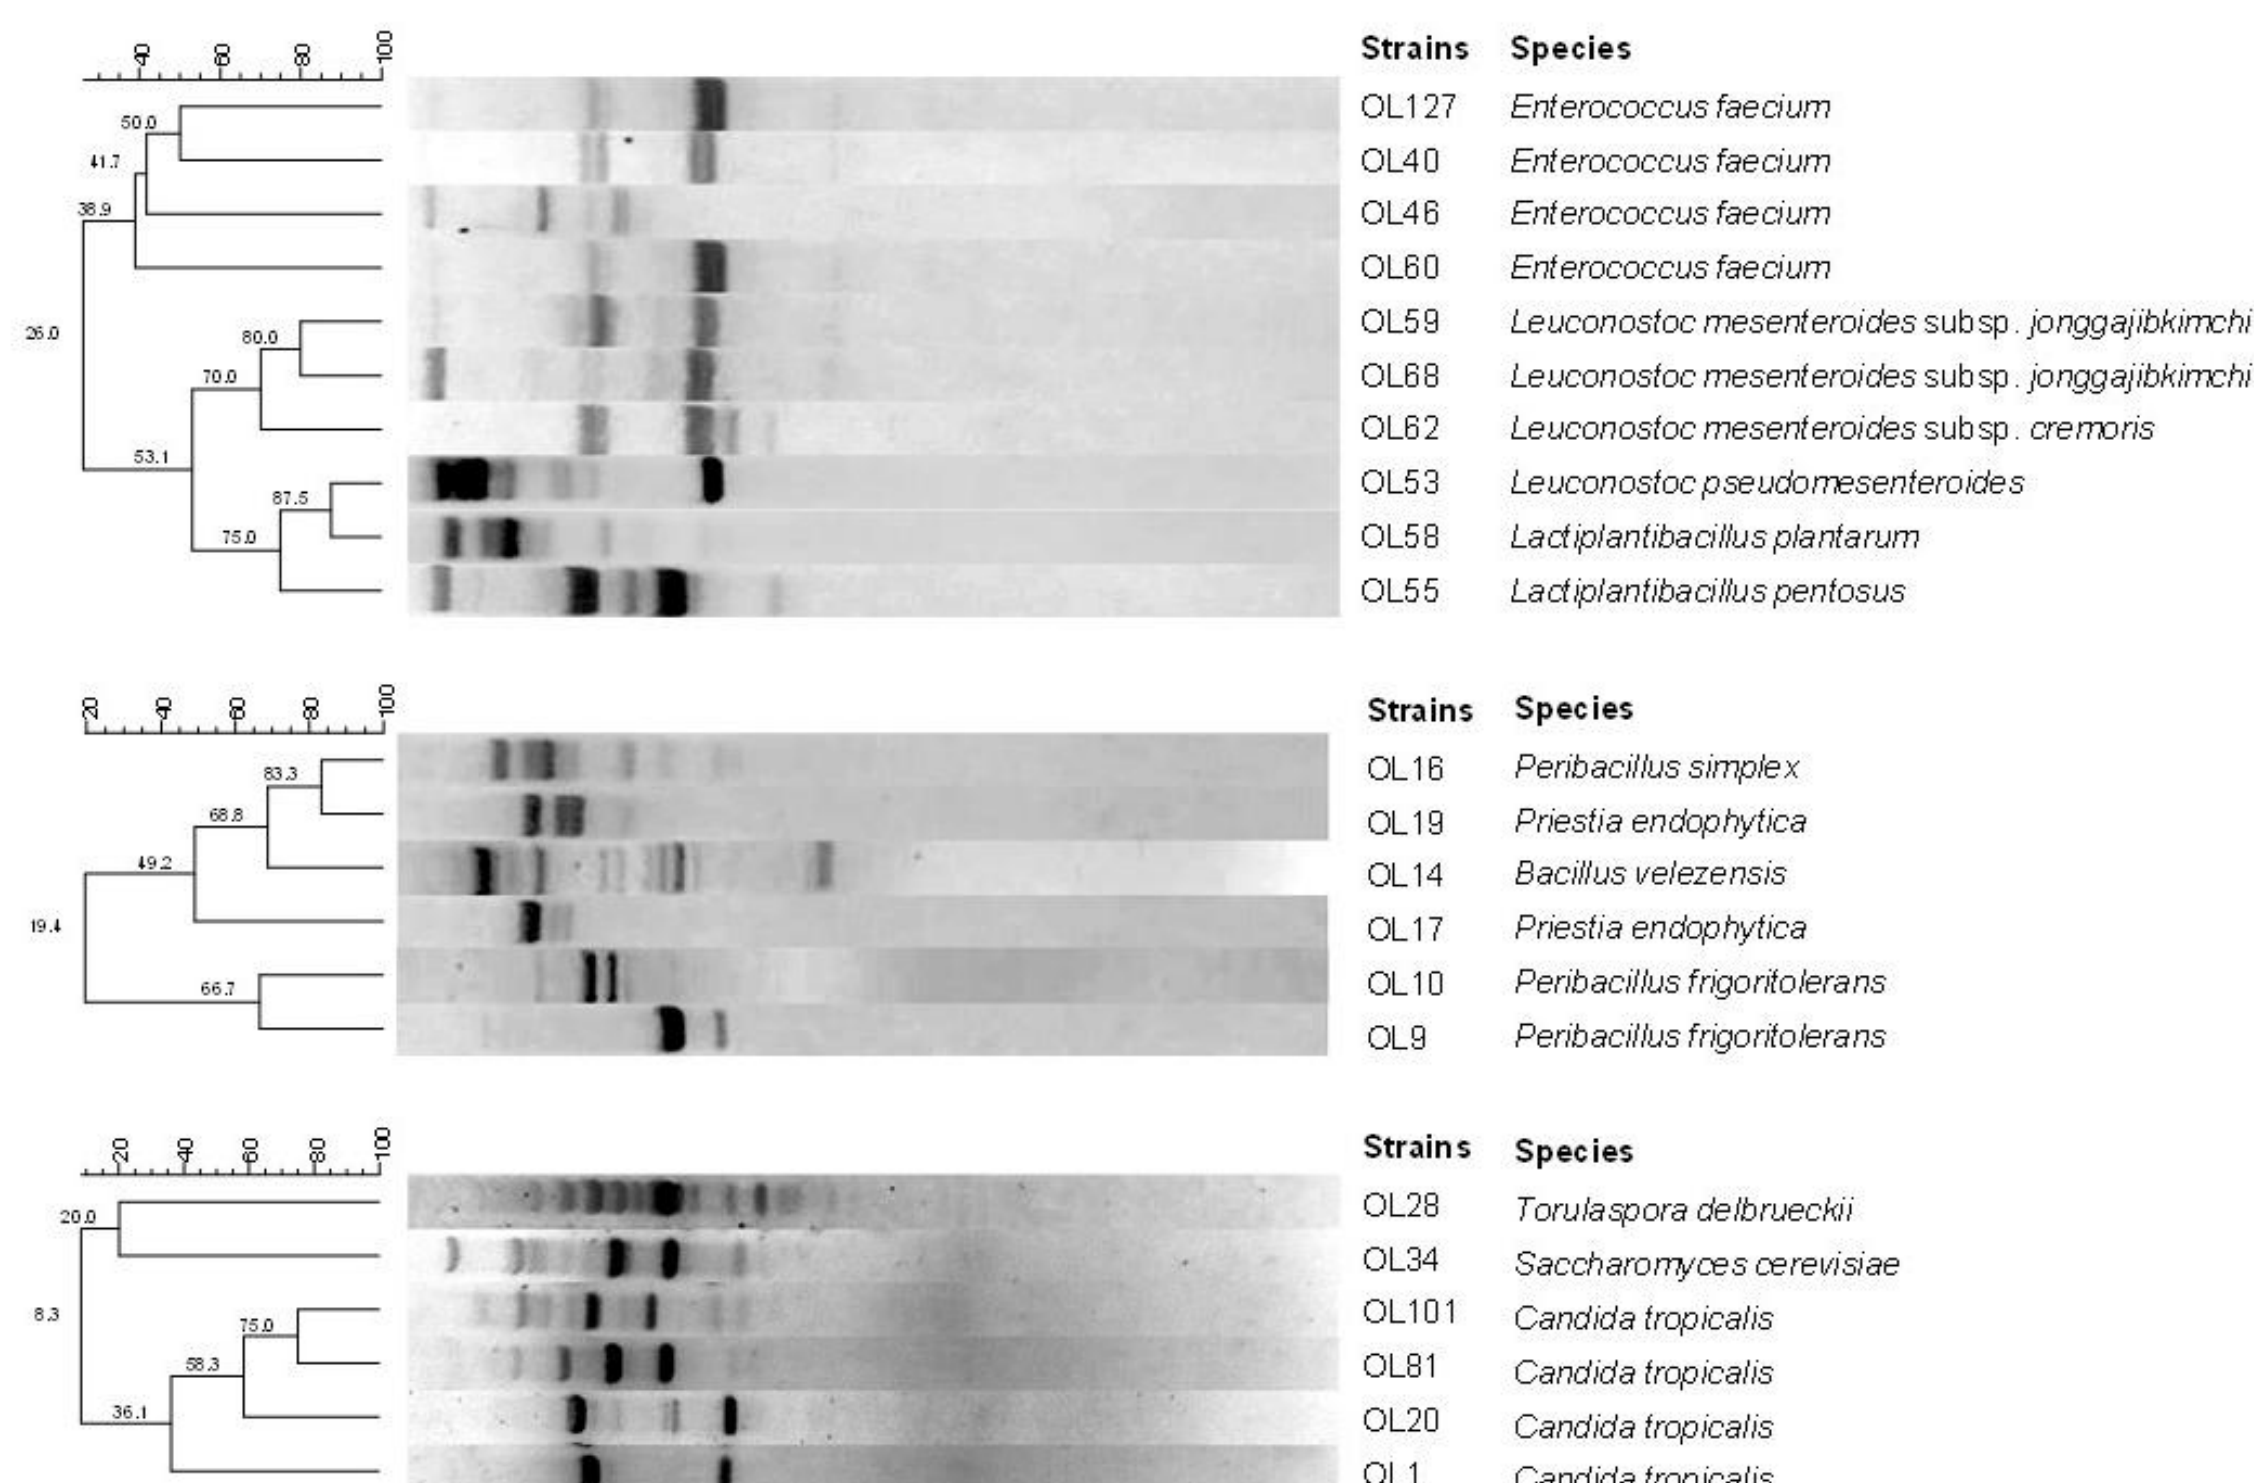 40 60 80 100
Strains Species
50.0
41.7
38.9
26.0
80.0
70.0
53.1
87.5
75.0
OL127 Enterococcus faecium
OL40 Enterococcus faecium
OL46 Enterococcus faecium
OL60 Enterococcus faecium
OL59 Leuconostoc mesenteroides subsp. jonggajibkimchi
OL68 Leuconostoc mesenteroides subsp. jonggajibkimchi
OL62 Leuconostoc mesenteroides subsp. cremoris
OL53 Leuconostoc pseudomesenteroides
OL58 Lactiplantibacillus plantarum
OL55 Lactiplantibacillus pentosus
20 40 60 80 100
Strains Species
83.3
68.8
49.2
19.4
66.7
OL16 Peribacillus simplex
OL19 Priestia endophytica
OL14 Bacillus velezensis
OL17 Priestia endophytica
OL10 Peribacillus frigoritolerans
OL9 Peribacillus frigoritolerans
20 40 60 80 100
Strains Species
20.0
8.3
75.0
58.3
36.1
OL28 Torulaspora delbrueckii
OL34 Saccharomyces cerevisiae
OL101 Candida tropicalis
OL81 Candida tropicalis
OL20 Candida tropicalis
OL1 Candida tropicalis